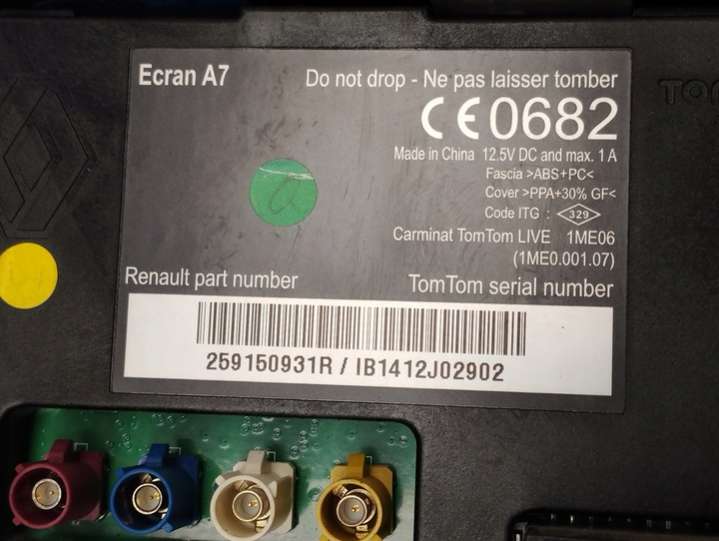 Ecran A7
Do not drop - Ne pas laisser tomber
CE0682
Made in China 12.5V DC and max. 1 A
Fascia >ABS+PC<
Cover >PPA+30% GF<
Code ITG : 329
Carminat TomTom LIVE 1ME06
(1ME0.001.07)
Renault part number
TomTom serial number
259150931R / IB1412J02902